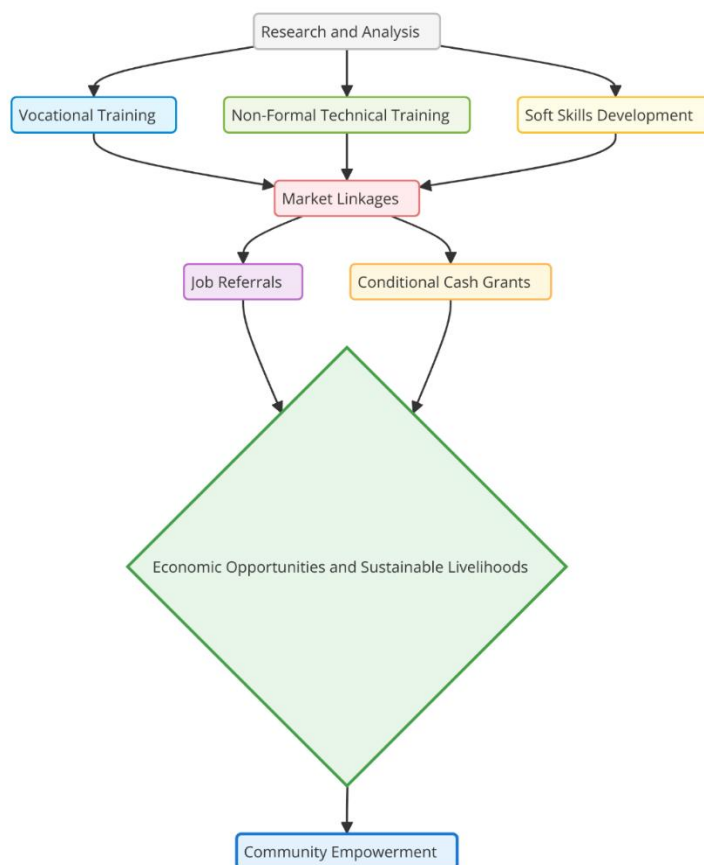 Research and Analysis
Vocational Training
Non-Formal Technical Training
Soft Skills Development
Market Linkages
Job Referrals
Conditional Cash Grants
Economic Opportunities and Sustainable Livelihoods
Community Empowerment